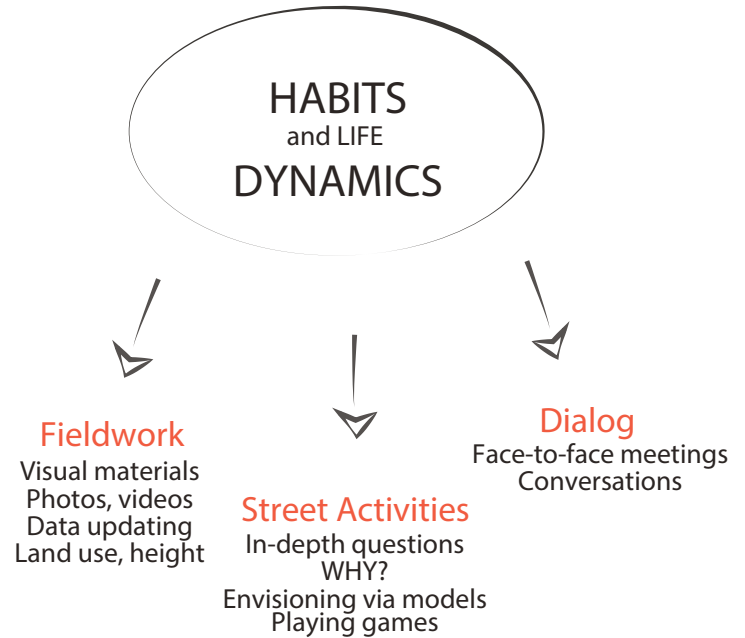 HABITS
and LIFE
DYNAMICS
Fieldwork
Visual materials
Photos, videos
Data updating
Land use, height
Street Activities
In-depth questions
WHY?
Envisioning via models
Playing games
Dialog
Face-to-face meetings
Conversations